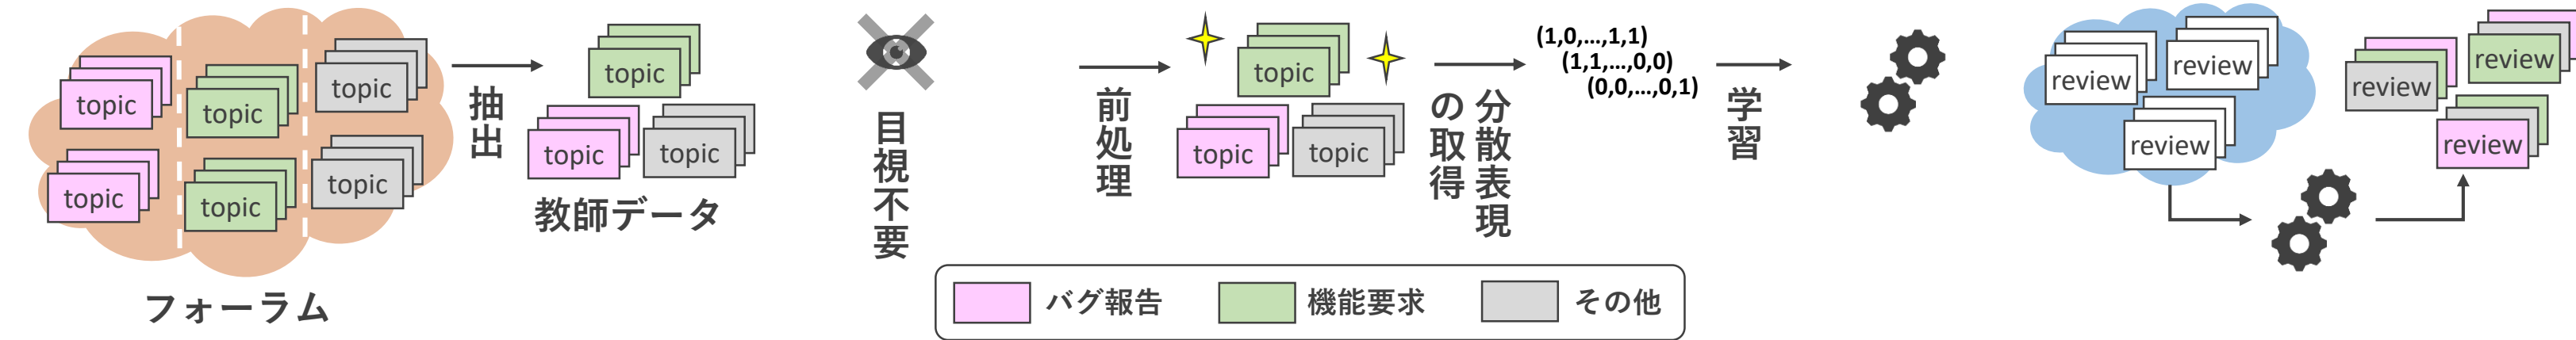 topic
topic
topic
topic
topic
topic
フォーラム
抽出
topic
topic
topic
教師データ
目視不要
前処理
topic
topic
topic
分散表現
の取得
(1,0,…,1,1)
(1,1,…,0,0)
(0,0,…,0,1)
学習
review
review
review
review
review
review
バグ報告
機能要求
その他